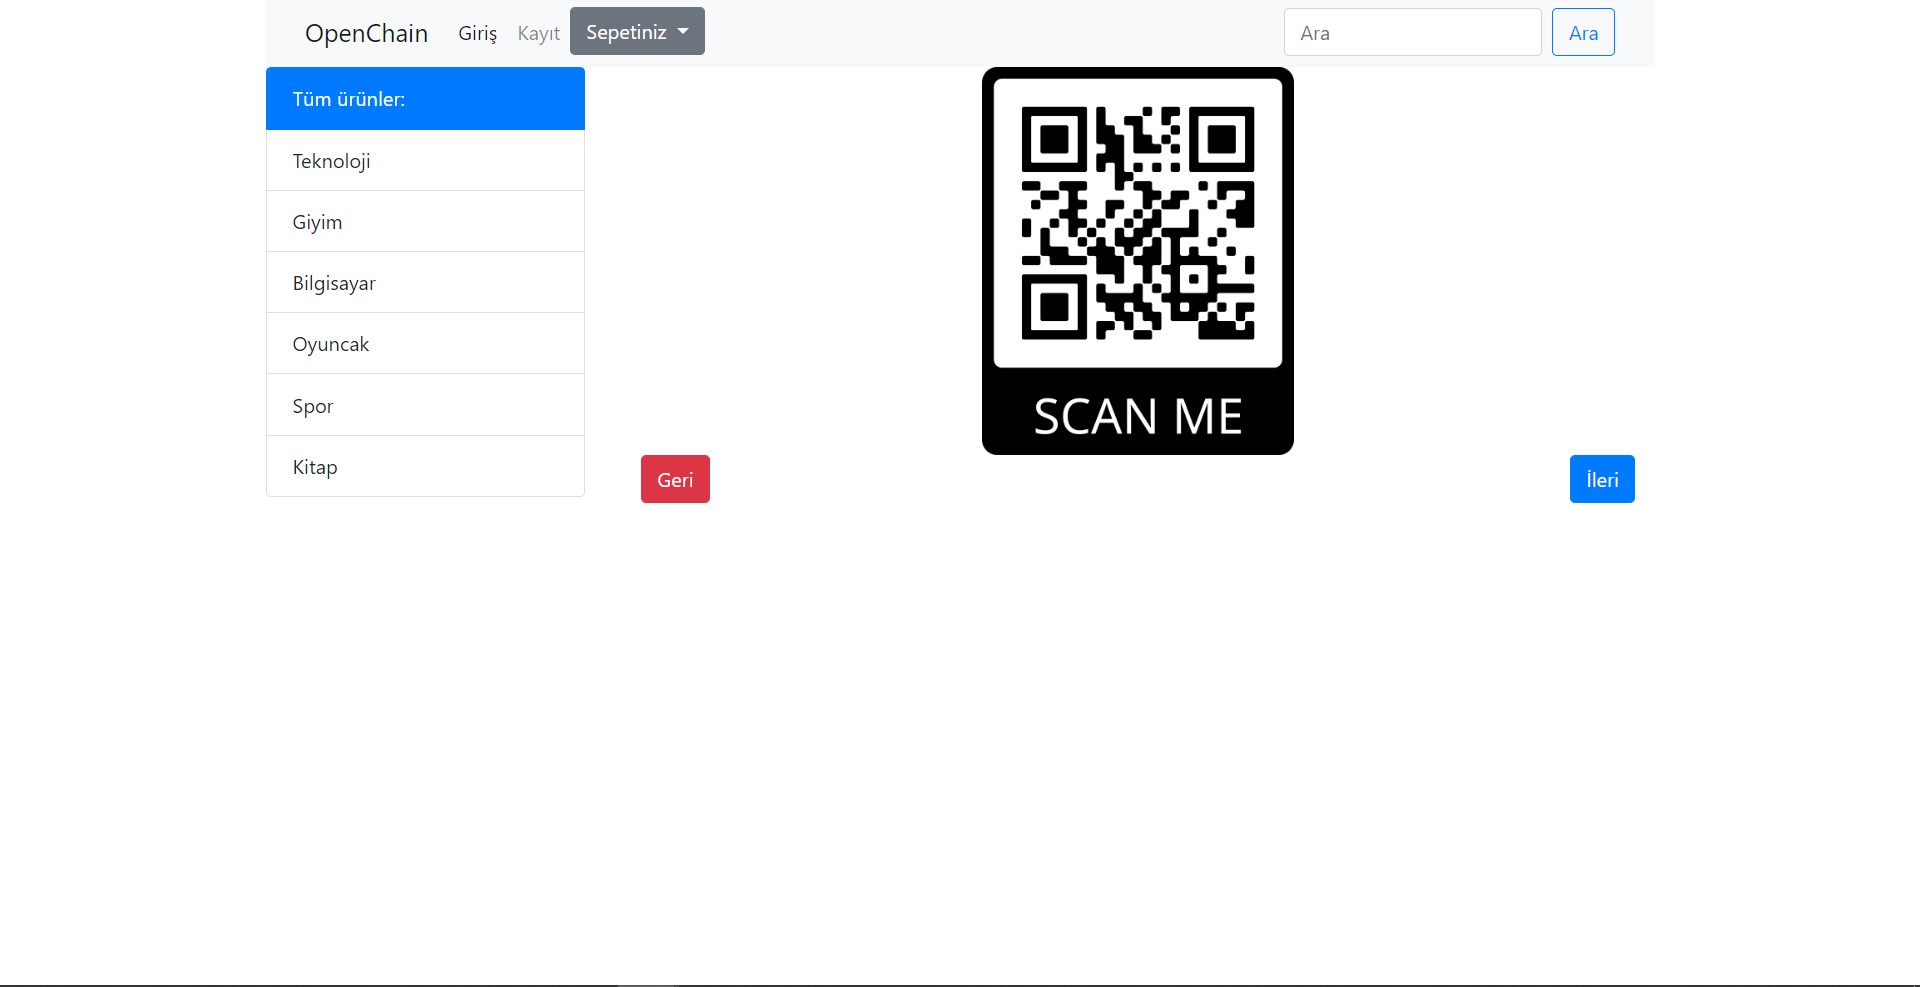 OpenChain Giriş Kayıt Sepetiniz Ara Ara
Tüm ürünler:
Teknoloji
Giyim
Bilgisayar
Oyuncak
Spor
Kitap
SCAN ME
Geri İleri